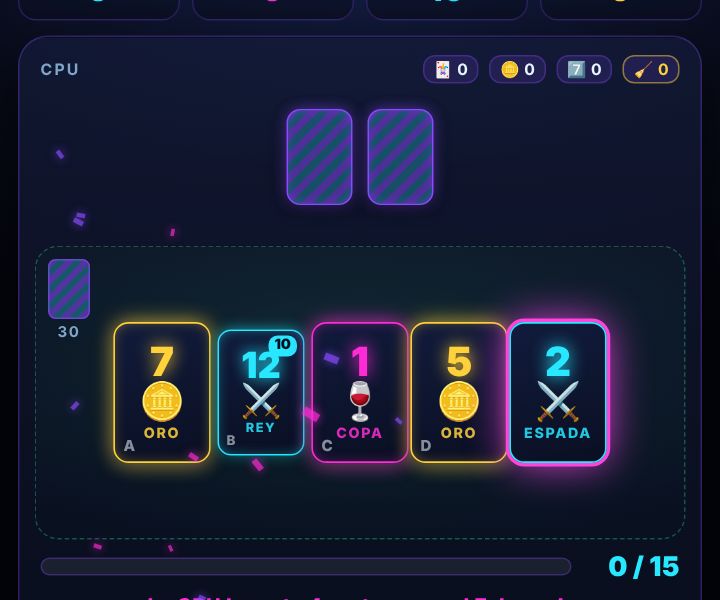 CPU 0 0 7 0 0
30
7 12 10 1 5 2
ORO REY COPA ORO ESPADA
A B C D
0 / 15